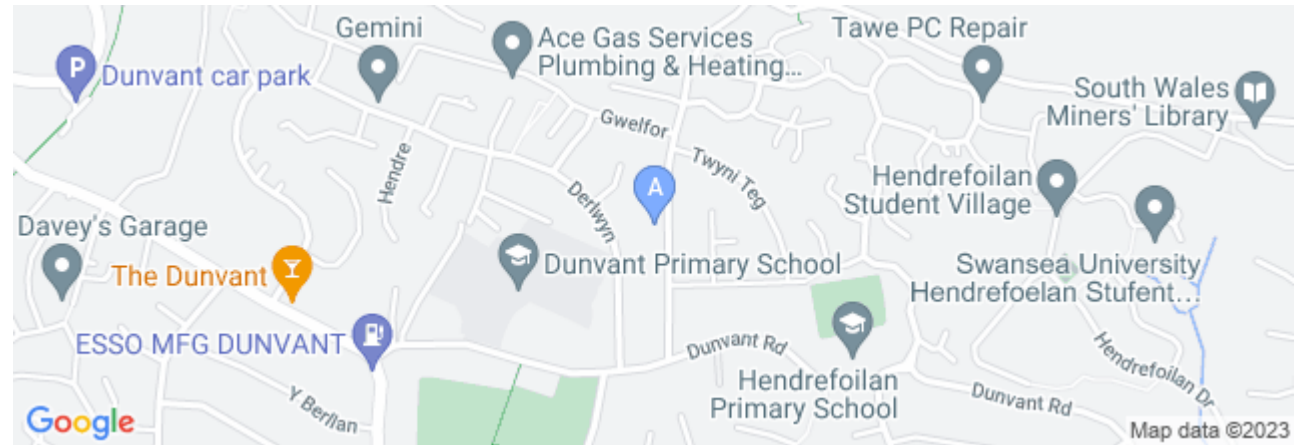 Gemini
Ace Gas Services
Plumbing & Heating...
Tawe PC Repair
P
Dunvant car park
South Wales
Miners' Library
Gwelfor
Twyni Teg
Hendre
Derlwyn
A
Hendrefoilan
Student Village
Davey's Garage
The Dunvant
Dunvant Primary School
Swansea University
Hendrefoelan Stufent...
ESSO MFG DUNVANT
Dunvant Rd
Hendrefoilan
Primary School
Hendrefoilan Dr
Dunvant Rd
Y Berllan
Google
Map data ©2023